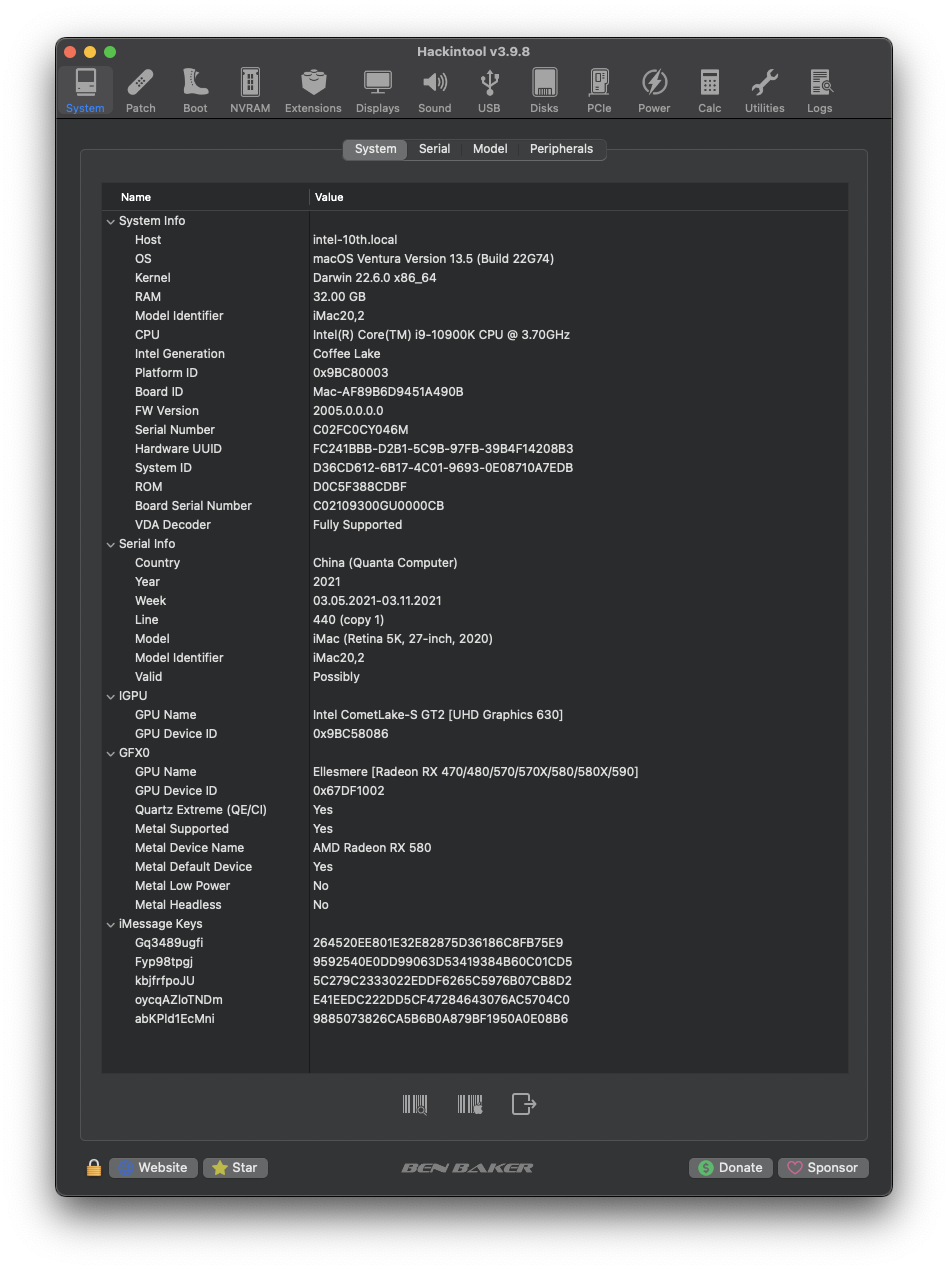 Hackintool v3.9.8
System Patch Boot NVRAM Extensions Displays Sound USB Disks PCIe Power Calc Utilities Logs
System Serial Model Peripherals
Name Value
System Info
Host intel-10th.local
OS macOS Ventura Version 13.5 (Build 22G74)
Kernel Darwin 22.6.0 x86_64
RAM 32.00 GB
Model Identifier iMac20,2
CPU Intel(R) Core(TM) i9-10900K CPU @ 3.70GHz
Intel Generation Coffee Lake
Platform ID 0x9BC80003
Board ID Mac-AF89B6D9451A490B
FW Version 2005.0.0.0.0
Serial Number C02FC0CY046M
Hardware UUID FC241BBB-D2B1-5C9B-97FB-39B4F14208B3
System ID D36CD612-6B17-4C01-9693-0E08710A7EDB
ROM D0C5F388CDBF
Board Serial Number C02109300GU0000CB
VDA Decoder Fully Supported
Serial Info
Country China (Quanta Computer)
Year 2021
Week 03.05.2021-03.11.2021
Line 440 (copy 1)
Model iMac (Retina 5K, 27-inch, 2020)
Model Identifier iMac20,2
Valid Possibly
IGPU
GPU Name Intel CometLake-S GT2 [UHD Graphics 630]
GPU Device ID 0x9BC58086
GFX0
GPU Name Ellesmere [Radeon RX 470/480/570/570X/580/580X/590]
GPU Device ID 0x67DF1002
Quartz Extreme (QE/CI) Yes
Metal Supported Yes
Metal Device Name AMD Radeon RX 580
Metal Default Device Yes
Metal Low Power No
Metal Headless No
iMessage Keys
Gq3489ugfi 264520EE801E32E82875D36186C8FB75E9
Fyp98tpgj 9592540E0DD99063D53419384B60C01CD5
kbjfrfpoJU 5C279C2333022EDDF6265C5976B07CB8D2
oycqAZloTNDm E41EEDC222DD5CF47284643076AC5704C0
abKPld1EcMni 9885073826CA5B6B0A879BF1950A0E08B6
Website Star BEN BAKER Donate Sponsor